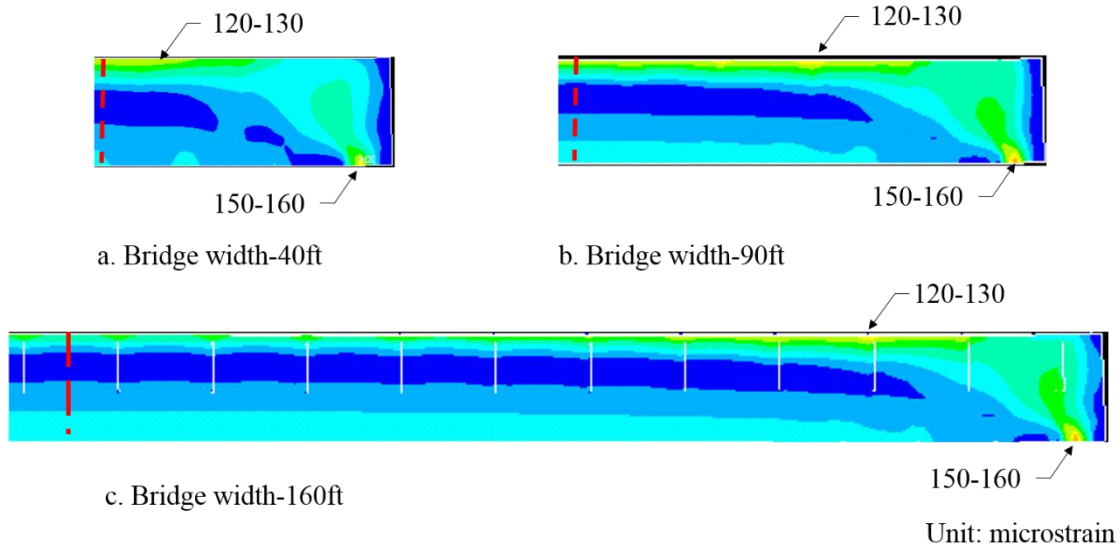 120-130
120-130
150-160
150-160
a. Bridge width-40ft
b. Bridge width-90ft
120-130
150-160
c. Bridge width-160ft
Unit: microstrain